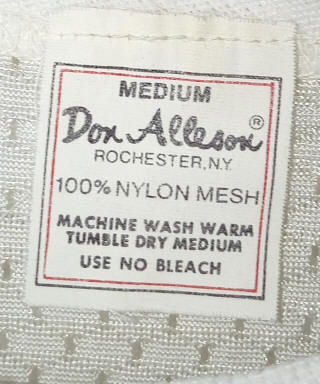 MEDIUM
Don Alleson®
ROCHESTER, N.Y.
100% NYLON MESH
MACHINE WASH WARM
TUMBLE DRY MEDIUM
USE NO BLEACH